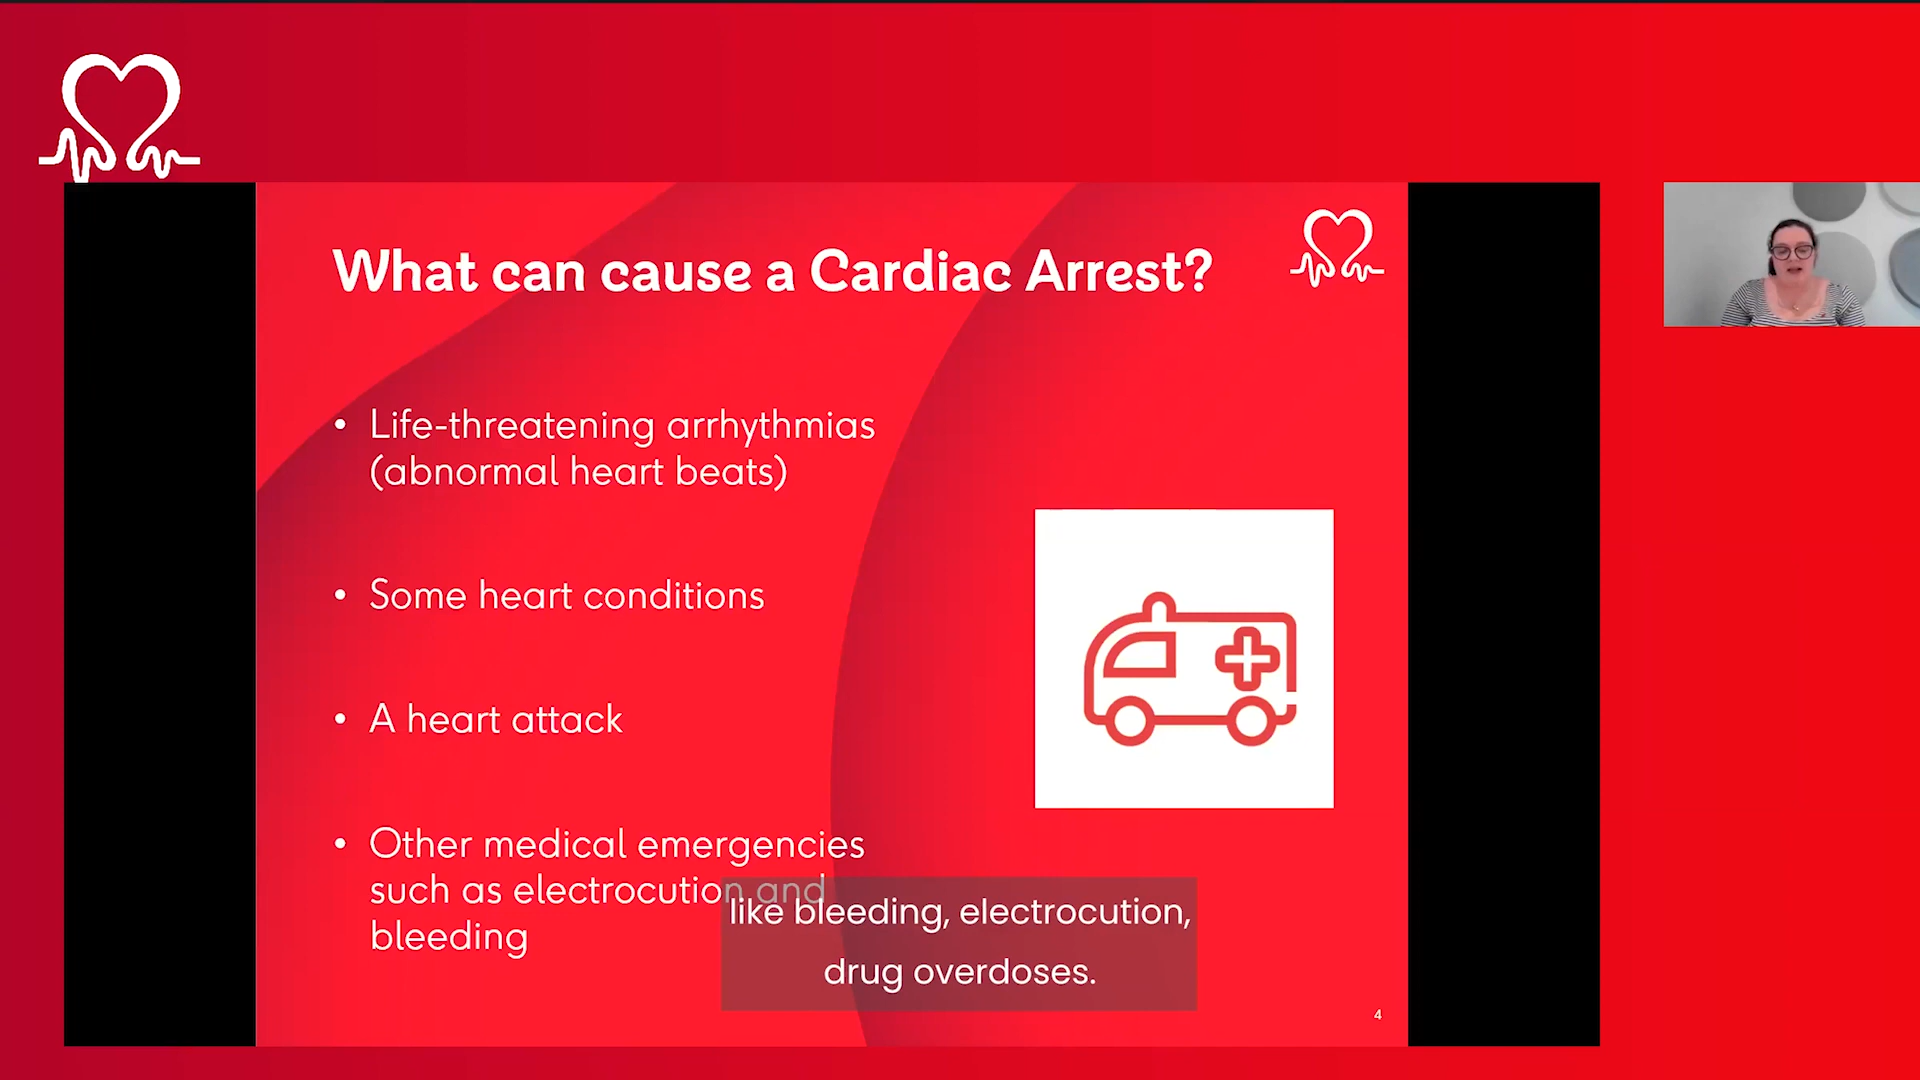 What can cause a Cardiac Arrest?
• Life-threatening arrhythmias
(abnormal heart beats)
• Some heart conditions
• A heart attack
• Other medical emergencies
such as electrocution and
bleeding
like bleeding, electrocution,
drug overdoses.
4